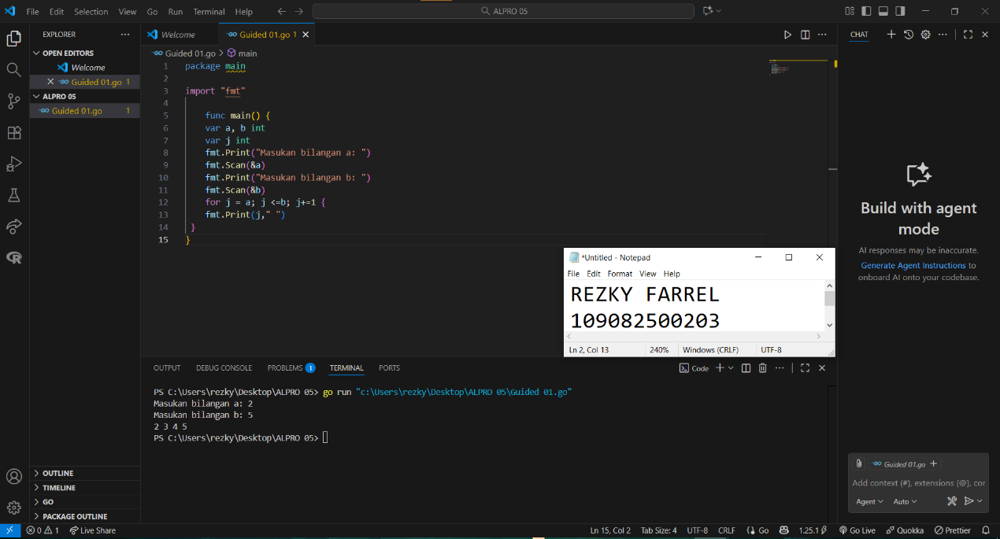 File Edit Selection View Go Run Terminal Help
ALPRO 05
EXPLORER
OPEN EDITORS
Welcome
Guided 01.go 1
ALPRO 05
Guided 01.go 1
OUTLINE
TIMELINE
GO
PACKAGE OUTLINE
Welcome
Guided 01.go 1
Guided 01.go > main
1 package main
2
3 import "fmt"
4
5 func main() {
6 var a, b int
7 var j int
8 fmt.Print("Masukan bilangan a: ")
9 fmt.Scan(&a)
10 fmt.Print("Masukan bilangan b: ")
11 fmt.Scan(&b)
12 for j = a; j <=b; j+=1 {
13 fmt.Print(j," ")
14 }
15 }
*Untitled - Notepad
File Edit Format View Help
REZKY FARREL
109082500203
Ln 2, Col 13 240% Windows (CRLF) UTF-8
OUTPUT DEBUG CONSOLE PROBLEMS 1 TERMINAL PORTS
Code
PS C:\Users\rezky\Desktop\ALPRO 05> go run "c:\Users\rezky\Desktop\ALPRO 05\Guided 01.go"
Masukan bilangan a: 2
Masukan bilangan b: 5
2 3 4 5
PS C:\Users\rezky\Desktop\ALPRO 05>
CHAT
Build with agent
mode
AI responses may be inaccurate.
Generate Agent Instructions to
onboard AI onto your codebase.
Guided 01.go
Add context (#), extensions (@), cor
Agent Auto
0 1 Live Share
Ln 15, Col 2 Tab Size: 4 UTF-8 CRLF Go 1.25.1 Go Live Quokka Prettier